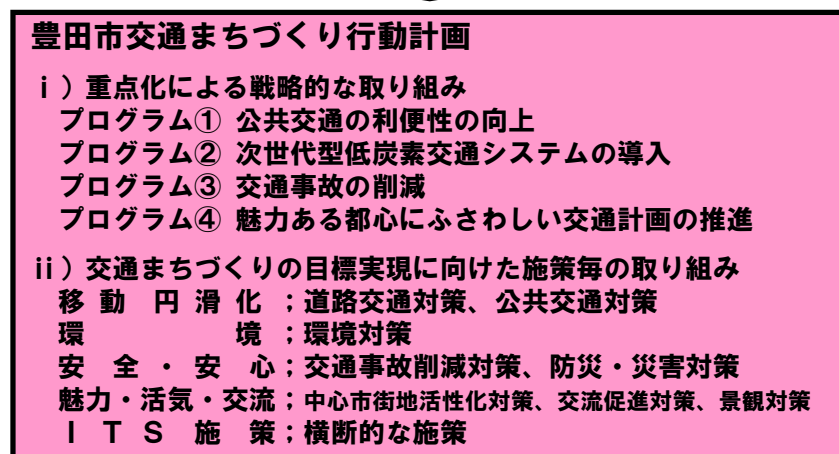 豊田市交通まちづくり行動計画
ⅰ）重点化による戦略的な取り組み
プログラム① 公共交通の利便性の向上
プログラム② 次世代型低炭素交通システムの導入
プログラム③ 交通事故の削減
プログラム④ 魅力ある都心にふさわしい交通計画の推進
ⅱ）交通まちづくりの目標実現に向けた施策毎の取り組み
移 動 円 滑 化 ；道路交通対策、公共交通対策
環　　　　　境 ；環境対策
安 全 ・ 安 心；交通事故削減対策、防災・災害対策
魅力・活気・交流；中心市街地活性化対策、交流促進対策、景観対策
ＩＴＳ 施 策；横断的な施策